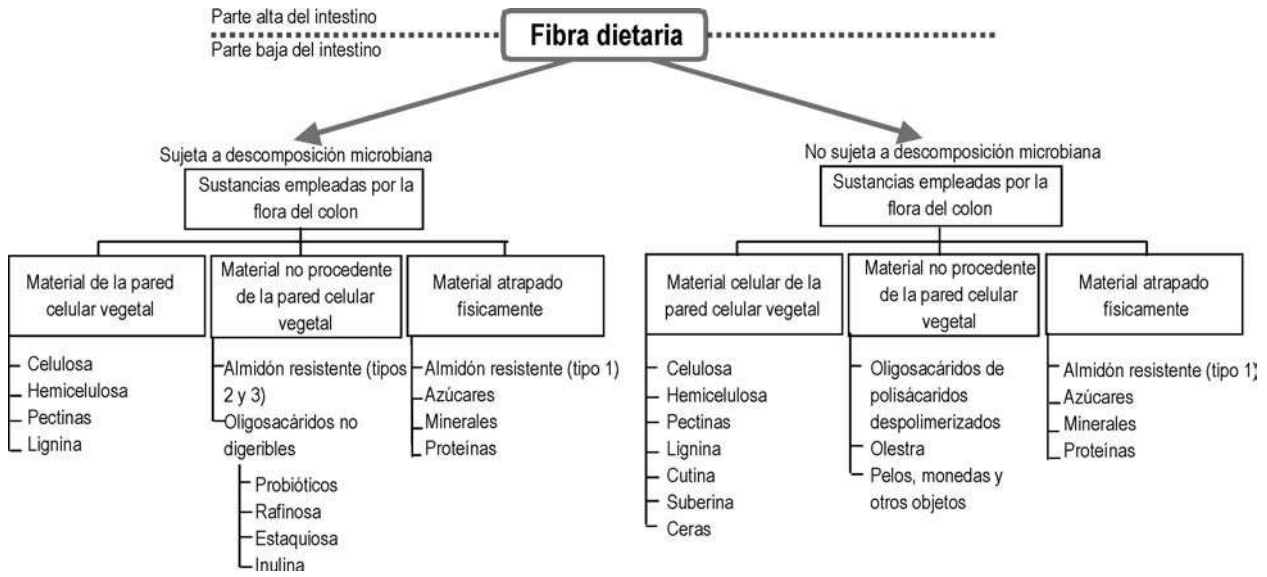 Parte alta del intestino
Fibra dietaria
Parte baja del intestino
Sujeta a descomposición microbiana
Sustancias empleadas por la
flora del colon
Material de la pared
celular vegetal
Celulosa
Hemicelulosa
Pectinas
Lignina
Material no procedente
de la pared celular
vegetal
Almidón resistente (tipos
2 y 3)
Oligosacáridos no
digeribles
Probióticos
Rafinosa
Estaquiosa
Inulina
Material atrapado
físicamente
Almidón resistente (tipo 1)
Azúcares
Minerales
Proteínas
No sujeta a descomposición microbiana
Sustancias empleadas por la
flora del colon
Material celular de la
pared celular vegetal
Celulosa
Hemicelulosa
Pectinas
Lignina
Cutina
Suberina
Ceras
Material no procedente
de la pared celular
vegetal
Oligosacáridos de
polisácaridos
despolimerizados
Olestra
Pelos, monedas y
otros objetos
Material atrapado
físicamente
Almidón resistente (tipo 1)
Azúcares
Minerales
Proteínas